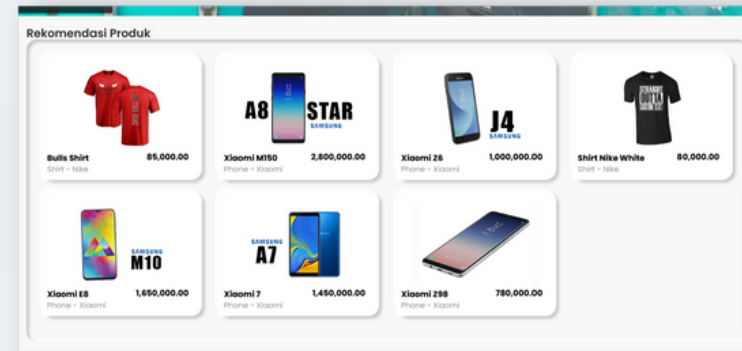 Rekomendasi Produk
A8 STAR
SAMSUNG
J4
SAMSUNG
STRAIGHT
OUTTA
Bulls Shirt 85,000.00
Shirt - Nike
Xiaomi M150 2,800,000.00
Phone - Xiaomi
Xiaomi Z6 1,000,000.00
Phone - Xiaomi
Shirt Nike White 80,000.00
Shirt - Nike
SAMSUNG
M10
SAMSUNG
A7
Xiaomi E8 1,650,000.00
Phone - Xiaomi
Xiaomi 7 1,450,000.00
Phone - Xiaomi
Xiaomi Z98 780,000.00
Phone - Xiaomi